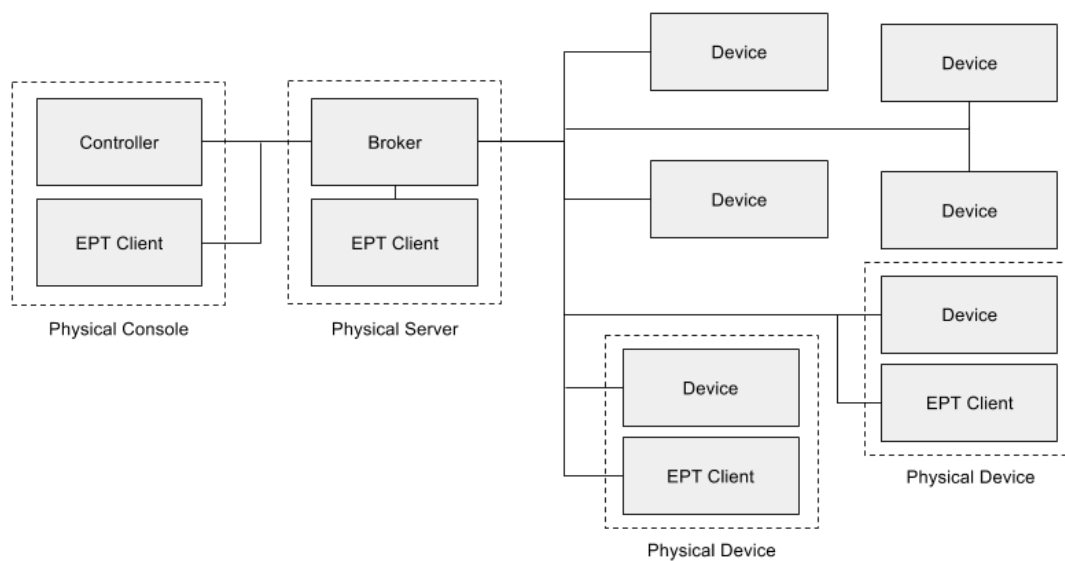 Device
Device
Controller
Broker
Device
Device
EPT Client
EPT Client
Device
Physical Console
Physical Server
Device
EPT Client
EPT Client
Physical Device
Physical Device